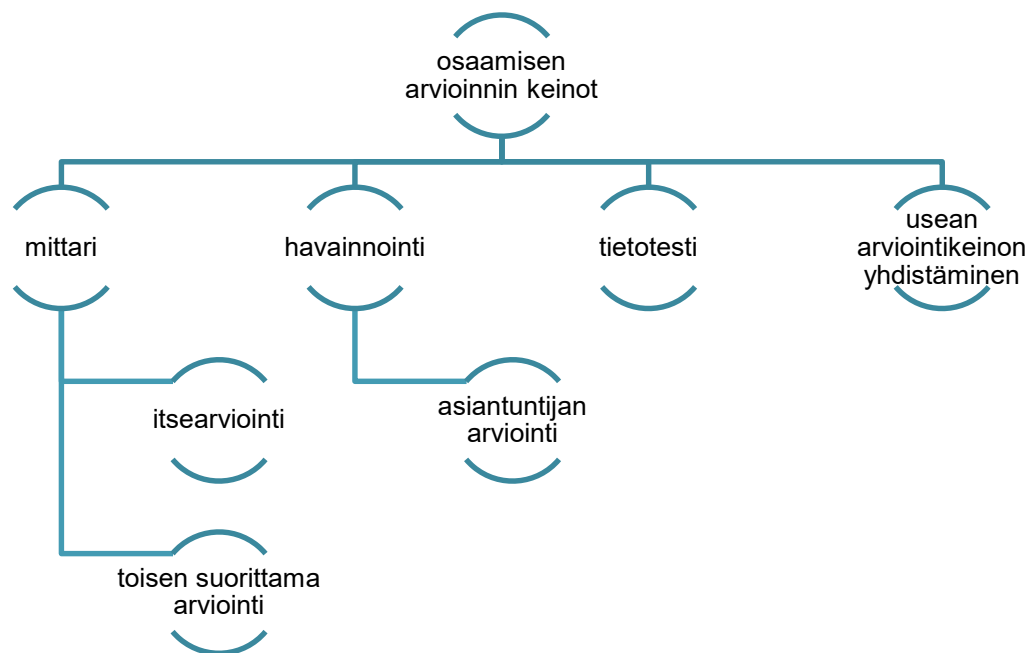 osaamisen
arvioinnin keinot
mittari
havainnointi
tietotesti
usean
arviointikeinon
yhdistäminen
itsearviointi
asiantuntijan
arviointi
toisen suorittama
arviointi